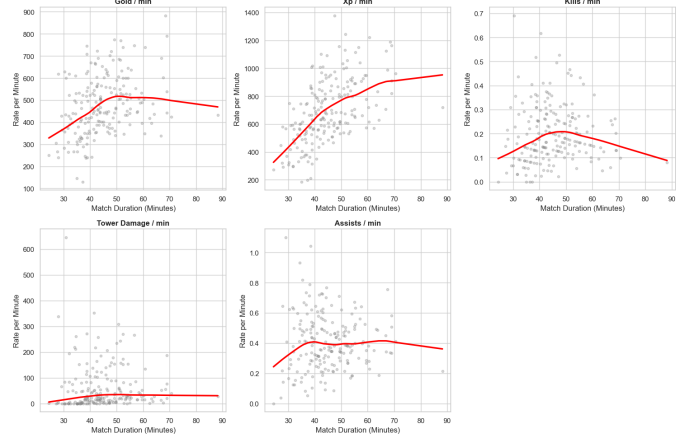 Gold / min
Xp / min
Kills / min
Rate per Minute
900
800
700
600
500
400
300
200
100
30 40 50 60 70 80 90
Match Duration (Minutes)
Rate per Minute
1400
1200
1000
800
600
400
200
30 40 50 60 70 80 90
Match Duration (Minutes)
Rate per Minute
0.7
0.6
0.5
0.4
0.3
0.2
0.1
0.0
30 40 50 60 70 80 90
Match Duration (Minutes)
Tower Damage / min
Rate per Minute
600
500
400
300
200
100
0
30 40 50 60 70 80 90
Match Duration (Minutes)
Assists / min
Rate per Minute
1.0
0.8
0.6
0.4
0.2
0.0
30 40 50 60 70 80 90
Match Duration (Minutes)